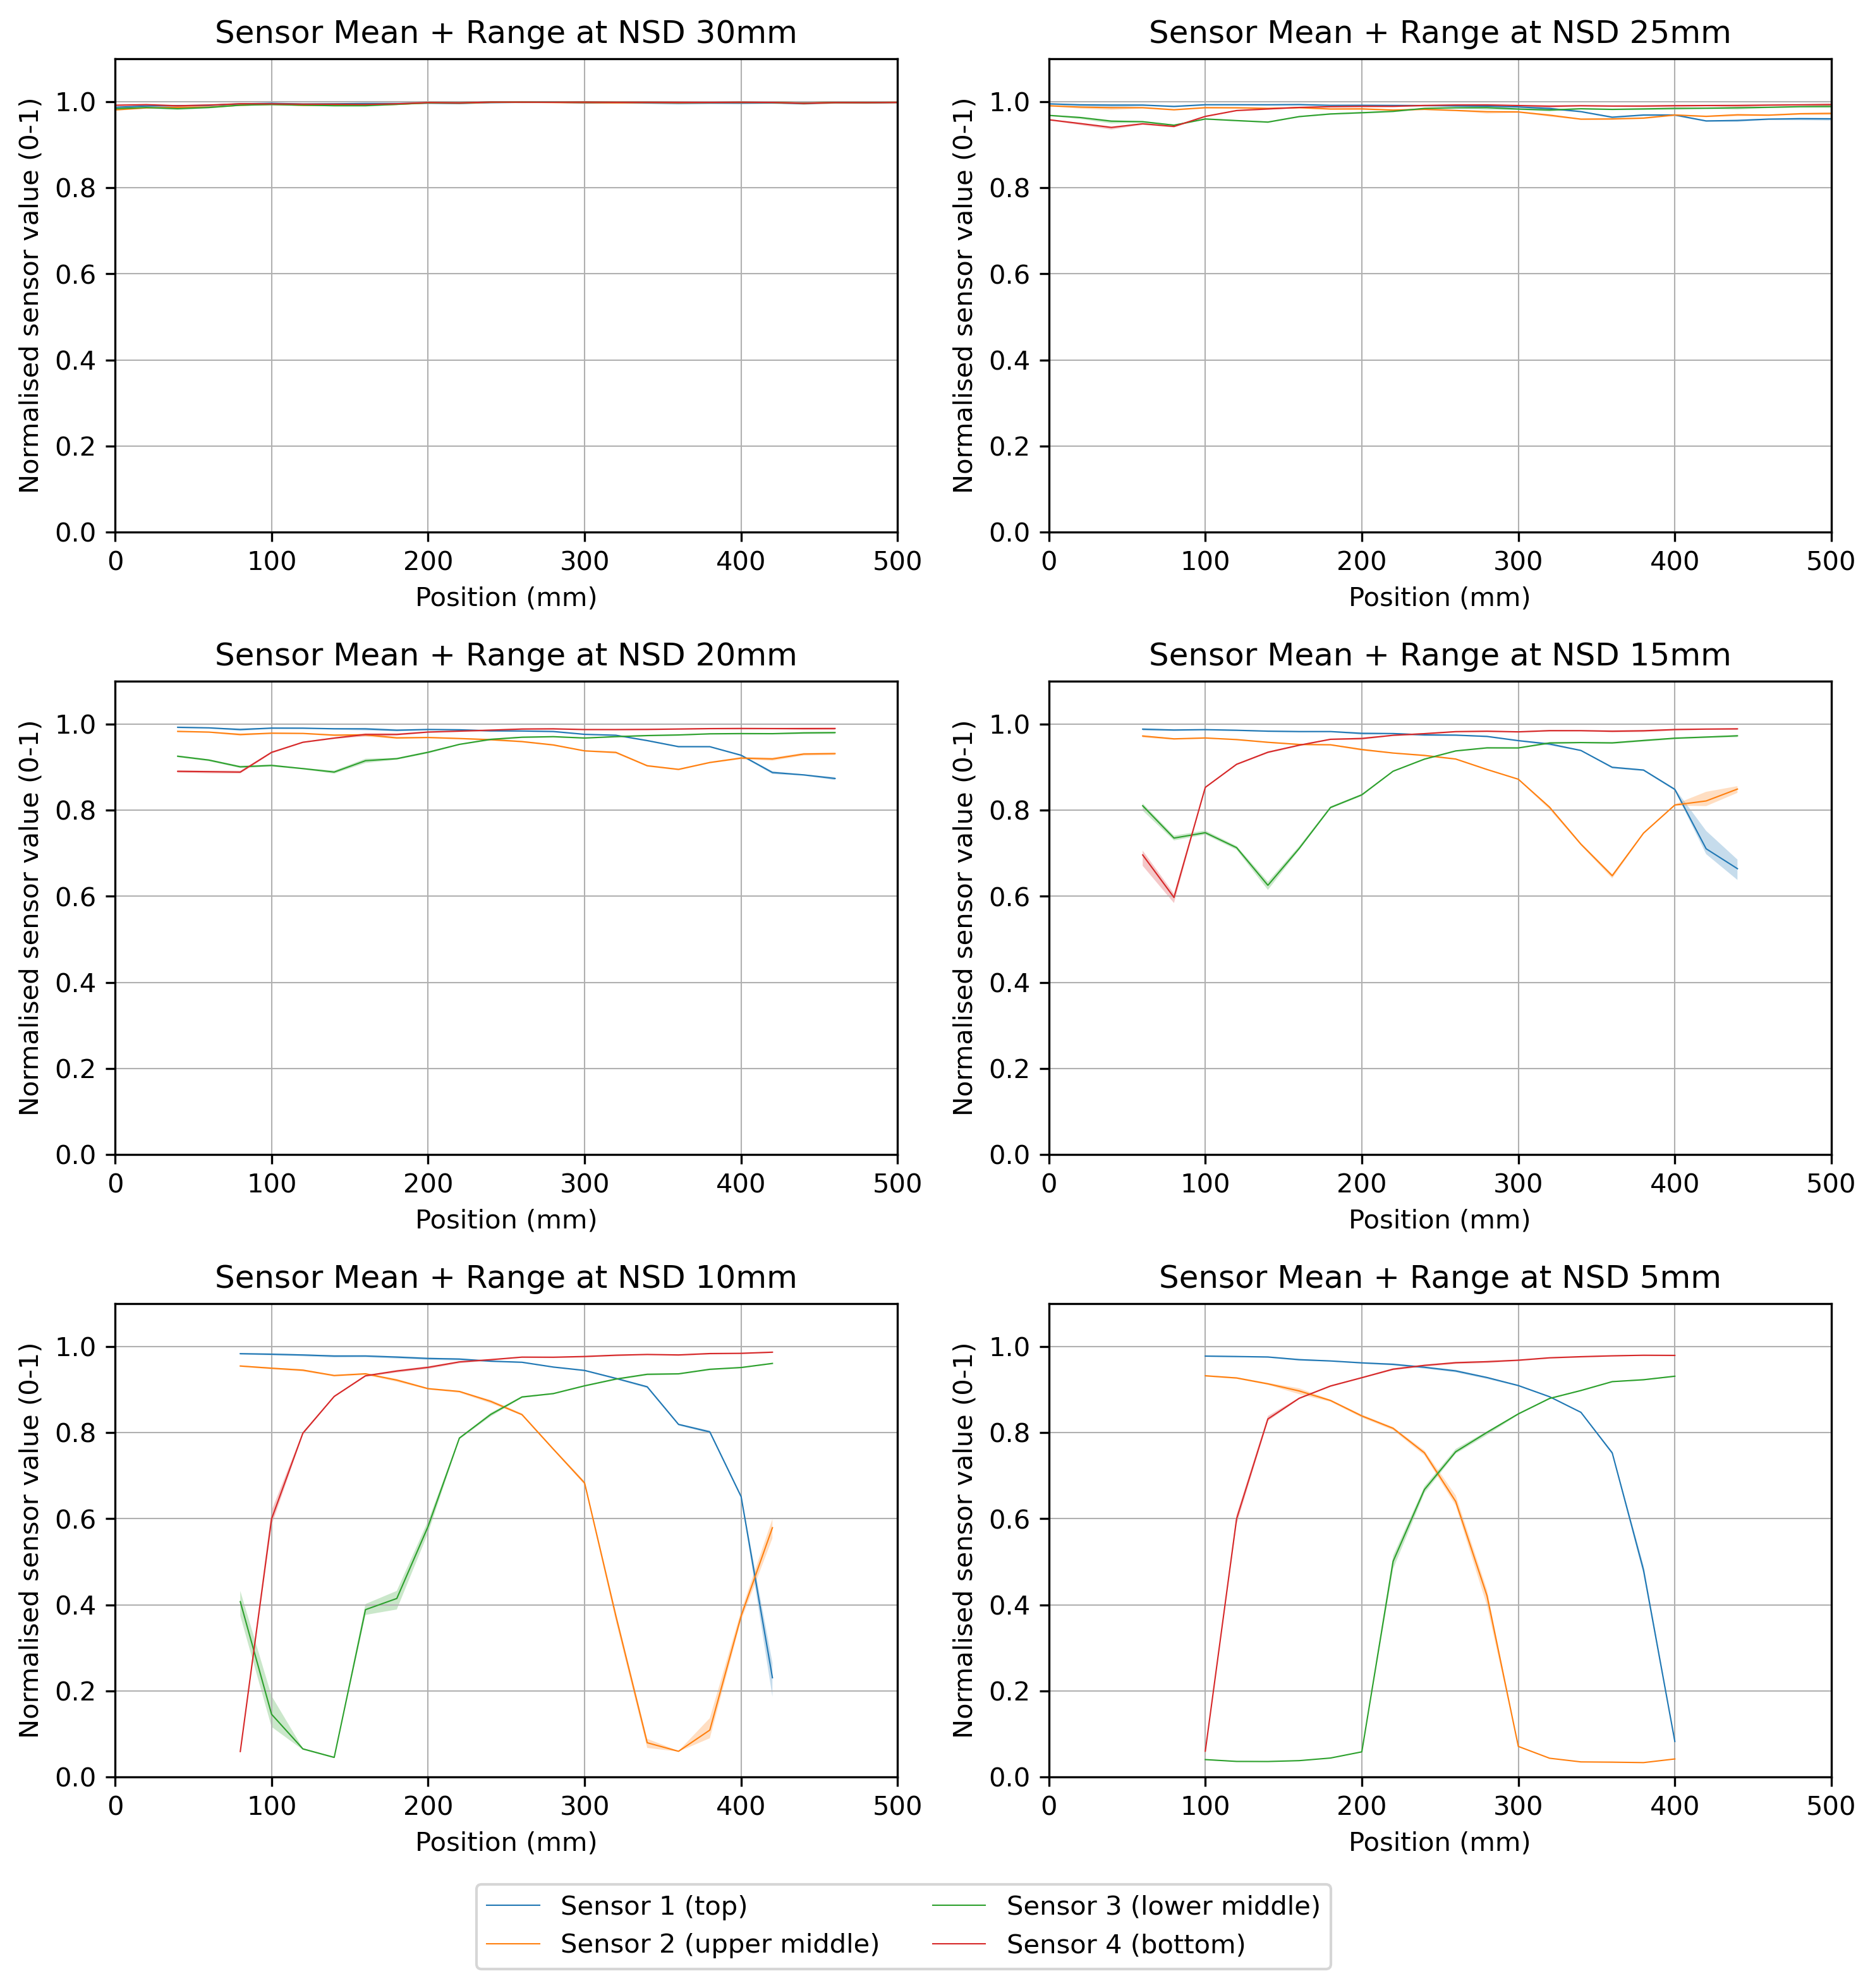 Sensor Mean + Range at NSD 30mm
Normalised sensor value (0-1)
1.0
0.8
0.6
0.4
0.2
0.0
0 100 200 300 400 500
Position (mm)
Sensor Mean + Range at NSD 25mm
Normalised sensor value (0-1)
1.0
0.8
0.6
0.4
0.2
0.0
0 100 200 300 400 500
Position (mm)
Sensor Mean + Range at NSD 20mm
Normalised sensor value (0-1)
1.0
0.8
0.6
0.4
0.2
0.0
0 100 200 300 400 500
Position (mm)
Sensor Mean + Range at NSD 15mm
Normalised sensor value (0-1)
1.0
0.8
0.6
0.4
0.2
0.0
0 100 200 300 400 500
Position (mm)
Sensor Mean + Range at NSD 10mm
Normalised sensor value (0-1)
1.0
0.8
0.6
0.4
0.2
0.0
0 100 200 300 400 500
Position (mm)
Sensor Mean + Range at NSD 5mm
Normalised sensor value (0-1)
1.0
0.8
0.6
0.4
0.2
0.0
0 100 200 300 400 500
Position (mm)
Sensor 1 (top)
Sensor 2 (upper middle)
Sensor 3 (lower middle)
Sensor 4 (bottom)